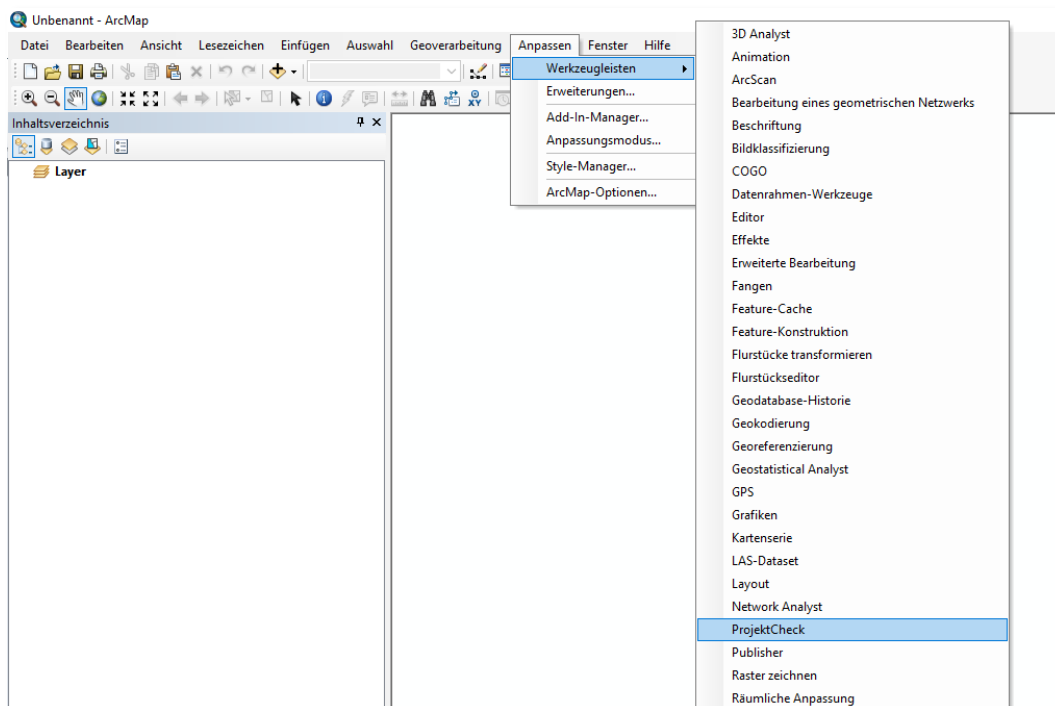 Unbenannt - ArcMap
Datei Bearbeiten Ansicht Lesezeichen Einfügen Auswahl Geoverarbeitung Anpassen Fenster Hilfe
Inhaltsverzeichnis
Layer
Werkzeugleisten
Erweiterungen...
Add-In-Manager...
Anpassungsmodus...
Style-Manager...
ArcMap-Optionen...
3D Analyst
Animation
ArcScan
Bearbeitung eines geometrischen Netzwerks
Beschriftung
Bildklassifizierung
COGO
Datenrahmen-Werkzeuge
Editor
Effekte
Erweiterte Bearbeitung
Fangen
Feature-Cache
Feature-Konstruktion
Flurstücke transformieren
Flurstückseditor
Geodatabase-Historie
Geokodierung
Georeferenzierung
Geostatistical Analyst
GPS
Grafiken
Kartenserie
LAS-Dataset
Layout
Network Analyst
ProjektCheck
Publisher
Raster zeichnen
Räumliche Anpassung